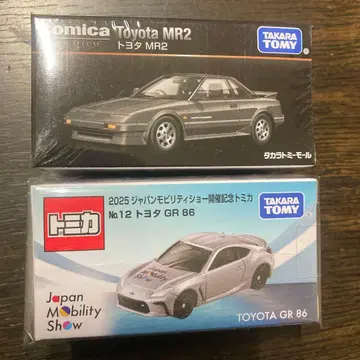 tomica Toyota MR2
PREMIUM トヨタ MR2
TAKARA TOMY
タカラトミーモール
トミカ
2025 ジャパンモビリティショー開催記念トミカ
No.12 トヨタ GR 86
TAKARA TOMY
Japan
Mobility
Show
TOYOTA GR 86